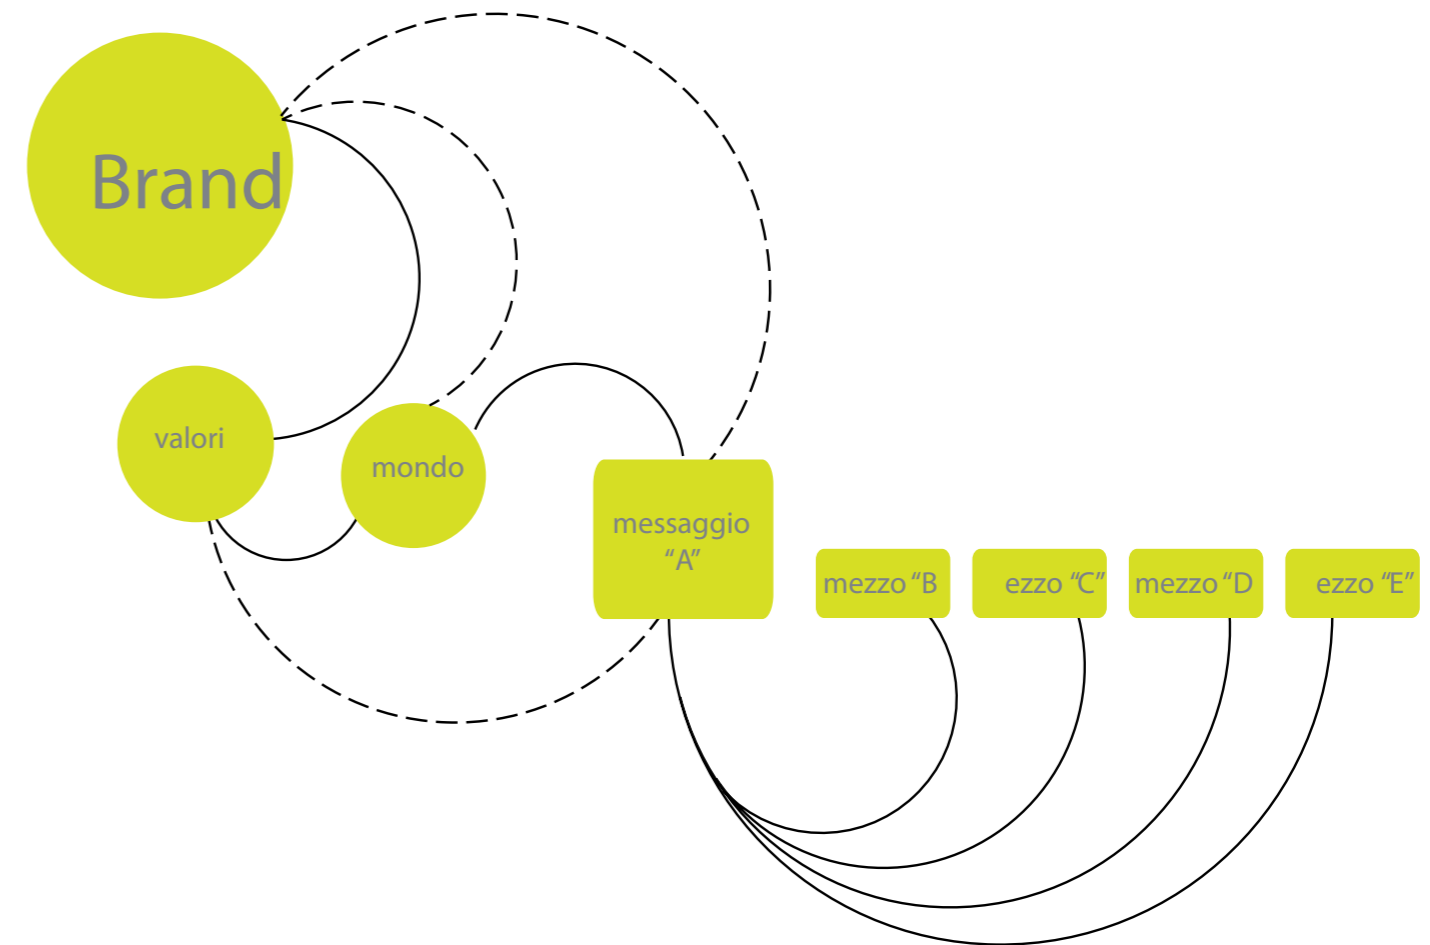 Brand
valori
mondo
messaggio
“A”
mezzo “B
ezzo “C”
mezzo “D
ezzo “E”